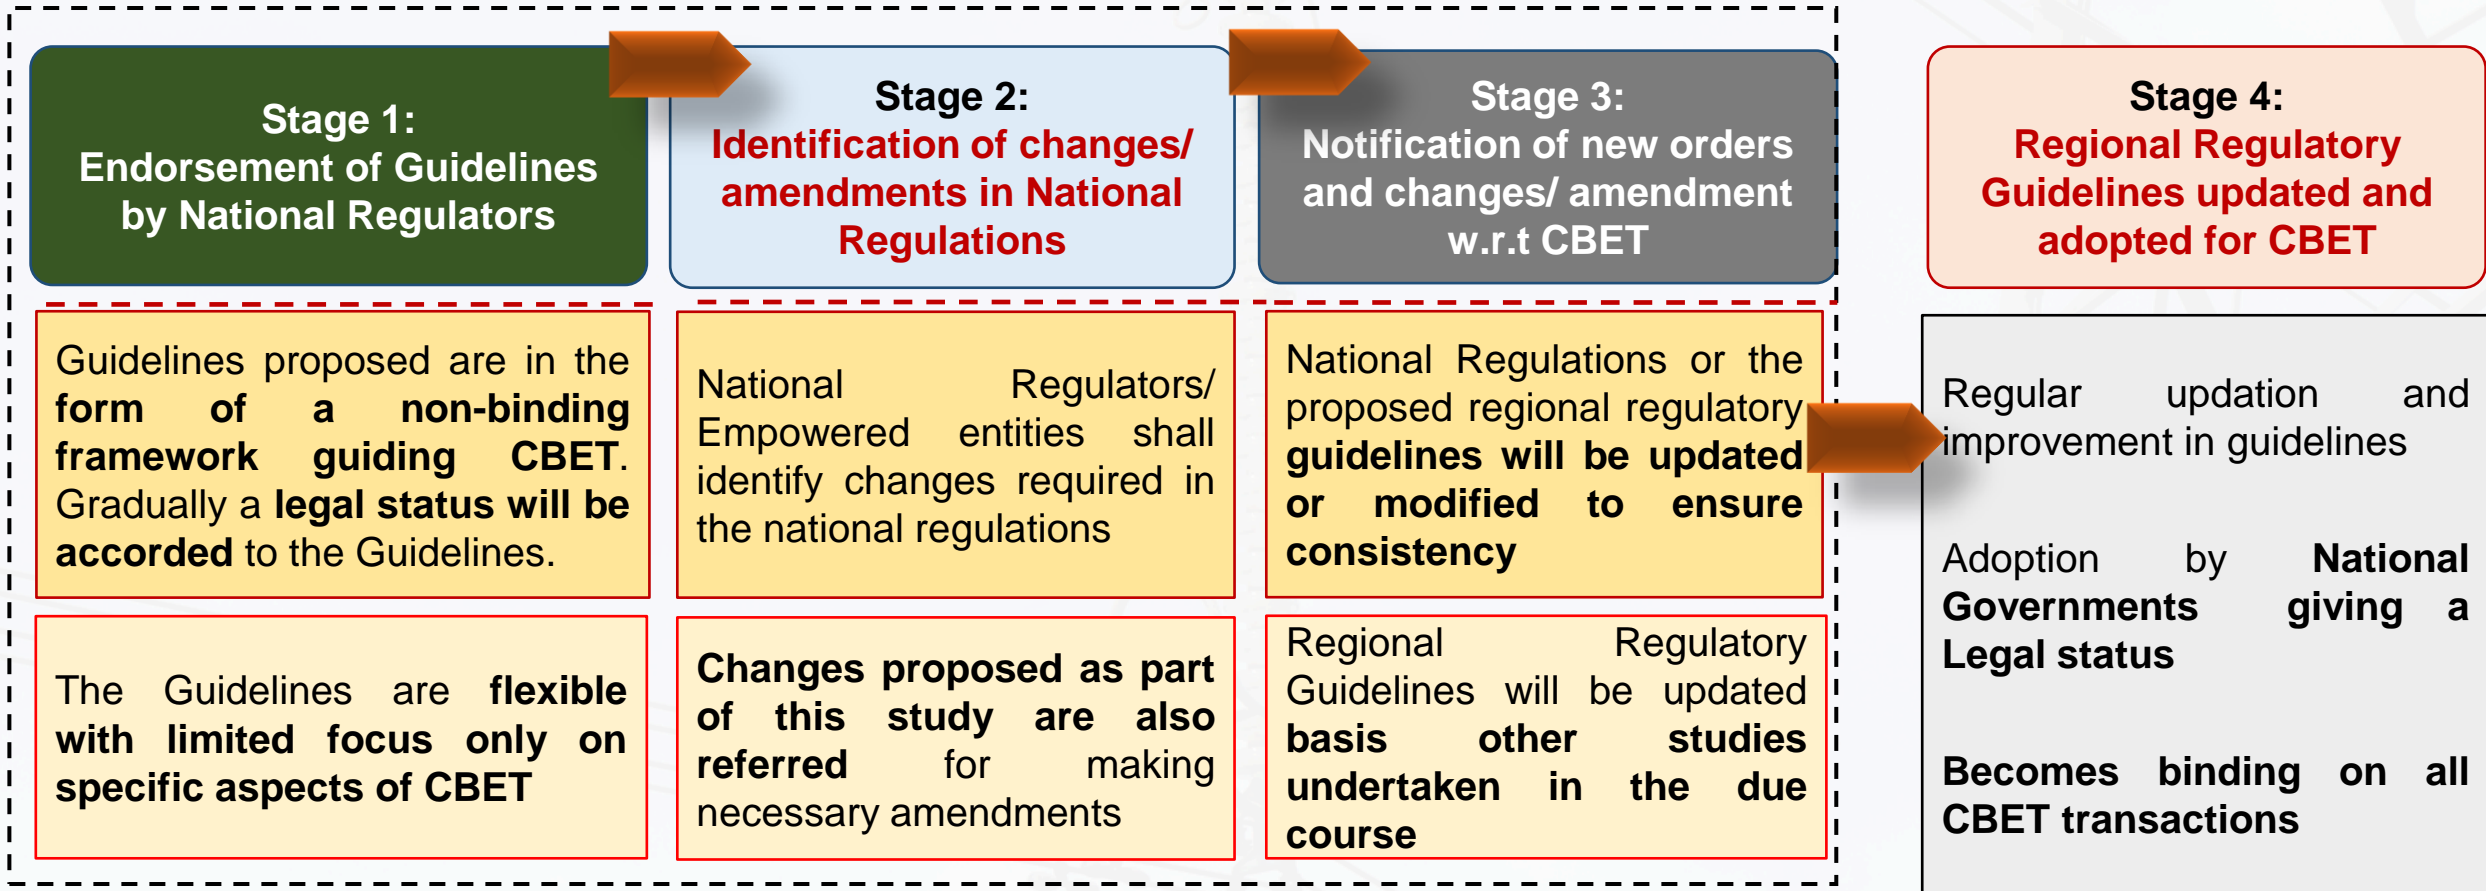 Stage 1:
Endorsement of Guidelines
by National Regulators
Stage 2:
Identification of changes/
amendments in National
Regulations
Stage 3:
Notification of new orders
and changes/ amendment
w.r.t CBET
Stage 4:
Regional Regulatory
Guidelines updated and
adopted for CBET
Guidelines proposed are in the
form of a non-binding
framework guiding CBET.
Gradually a legal status will be
accorded to the Guidelines.
The Guidelines are flexible
with limited focus only on
specific aspects of CBET
National Regulators/
Empowered entities shall
identify changes required in
the national regulations
Changes proposed as part
of this study are also
referred for making
necessary amendments
National Regulations or the
proposed regional regulatory
guidelines will be updated
or modified to ensure
consistency
Regional Regulatory
Guidelines will be updated
basis other studies
undertaken in the due
course
Regular updation and
improvement in guidelines
Adoption by National
Governments giving a
Legal status
Becomes binding on all
CBET transactions